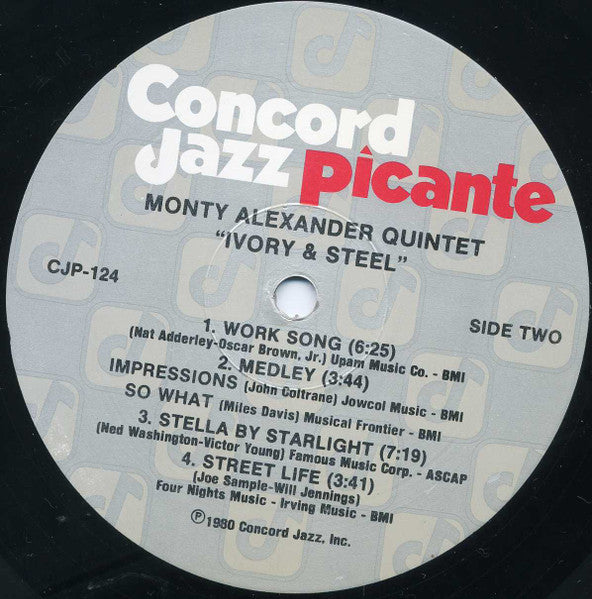 Concord
Jazz Picante
MONTY ALEXANDER QUINTET
"IVORY & STEEL"
CJP-124
SIDE TWO
1. WORK SONG (6:25)
(Nat Adderley-Oscar Brown, Jr.) Upam Music Co. - BMI
2. MEDLEY (3:44)
IMPRESSIONS (John Coltrane) Jowcol Music - BMI
SO WHAT (Miles Davis) Musical Frontier - BMI
3. STELLA BY STARLIGHT (7:19)
(Ned Washington-Victor Young) Famous Music Corp. - ASCAP
4. STREET LIFE (3:41)
(Joe Sample-Will Jennings)
Four Nights Music - Irving Music - BMI
℗ 1980 Concord Jazz, Inc.